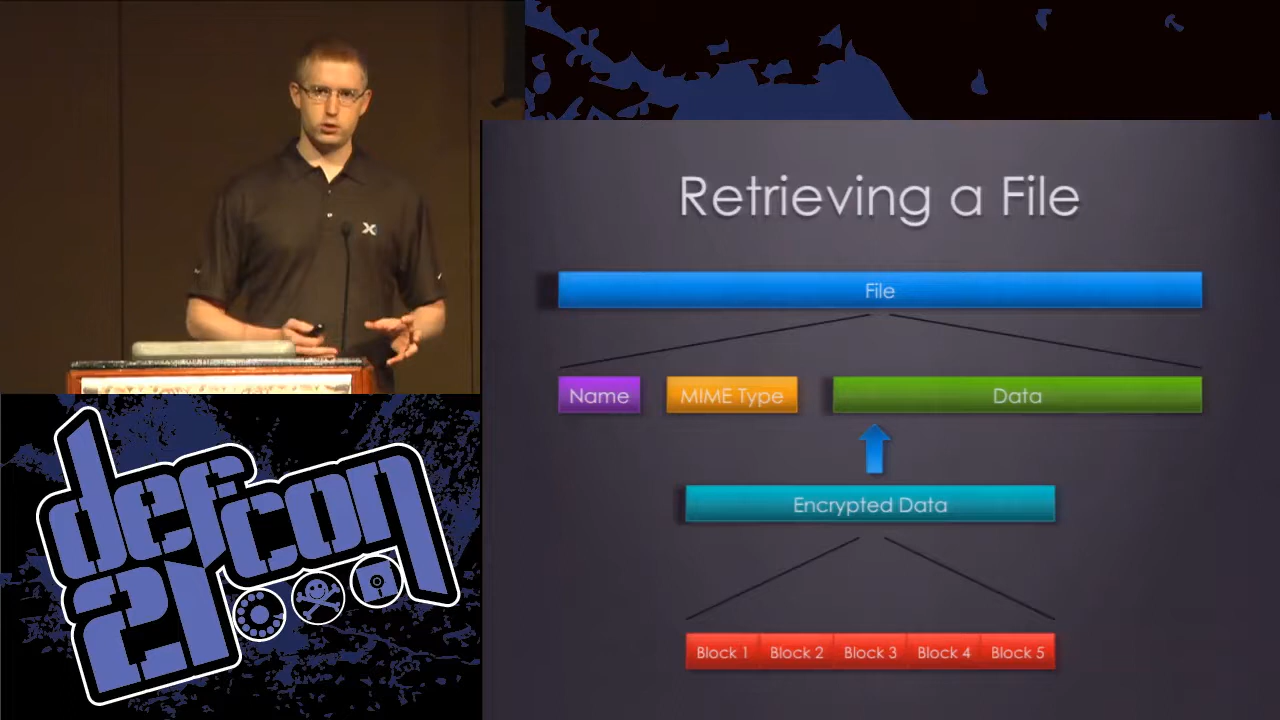 Retrieving a File
File
Name
MIME Type
Data
Encrypted Data
Block 1
Block 2
Block 3
Block 4
Block 5
defcon
21